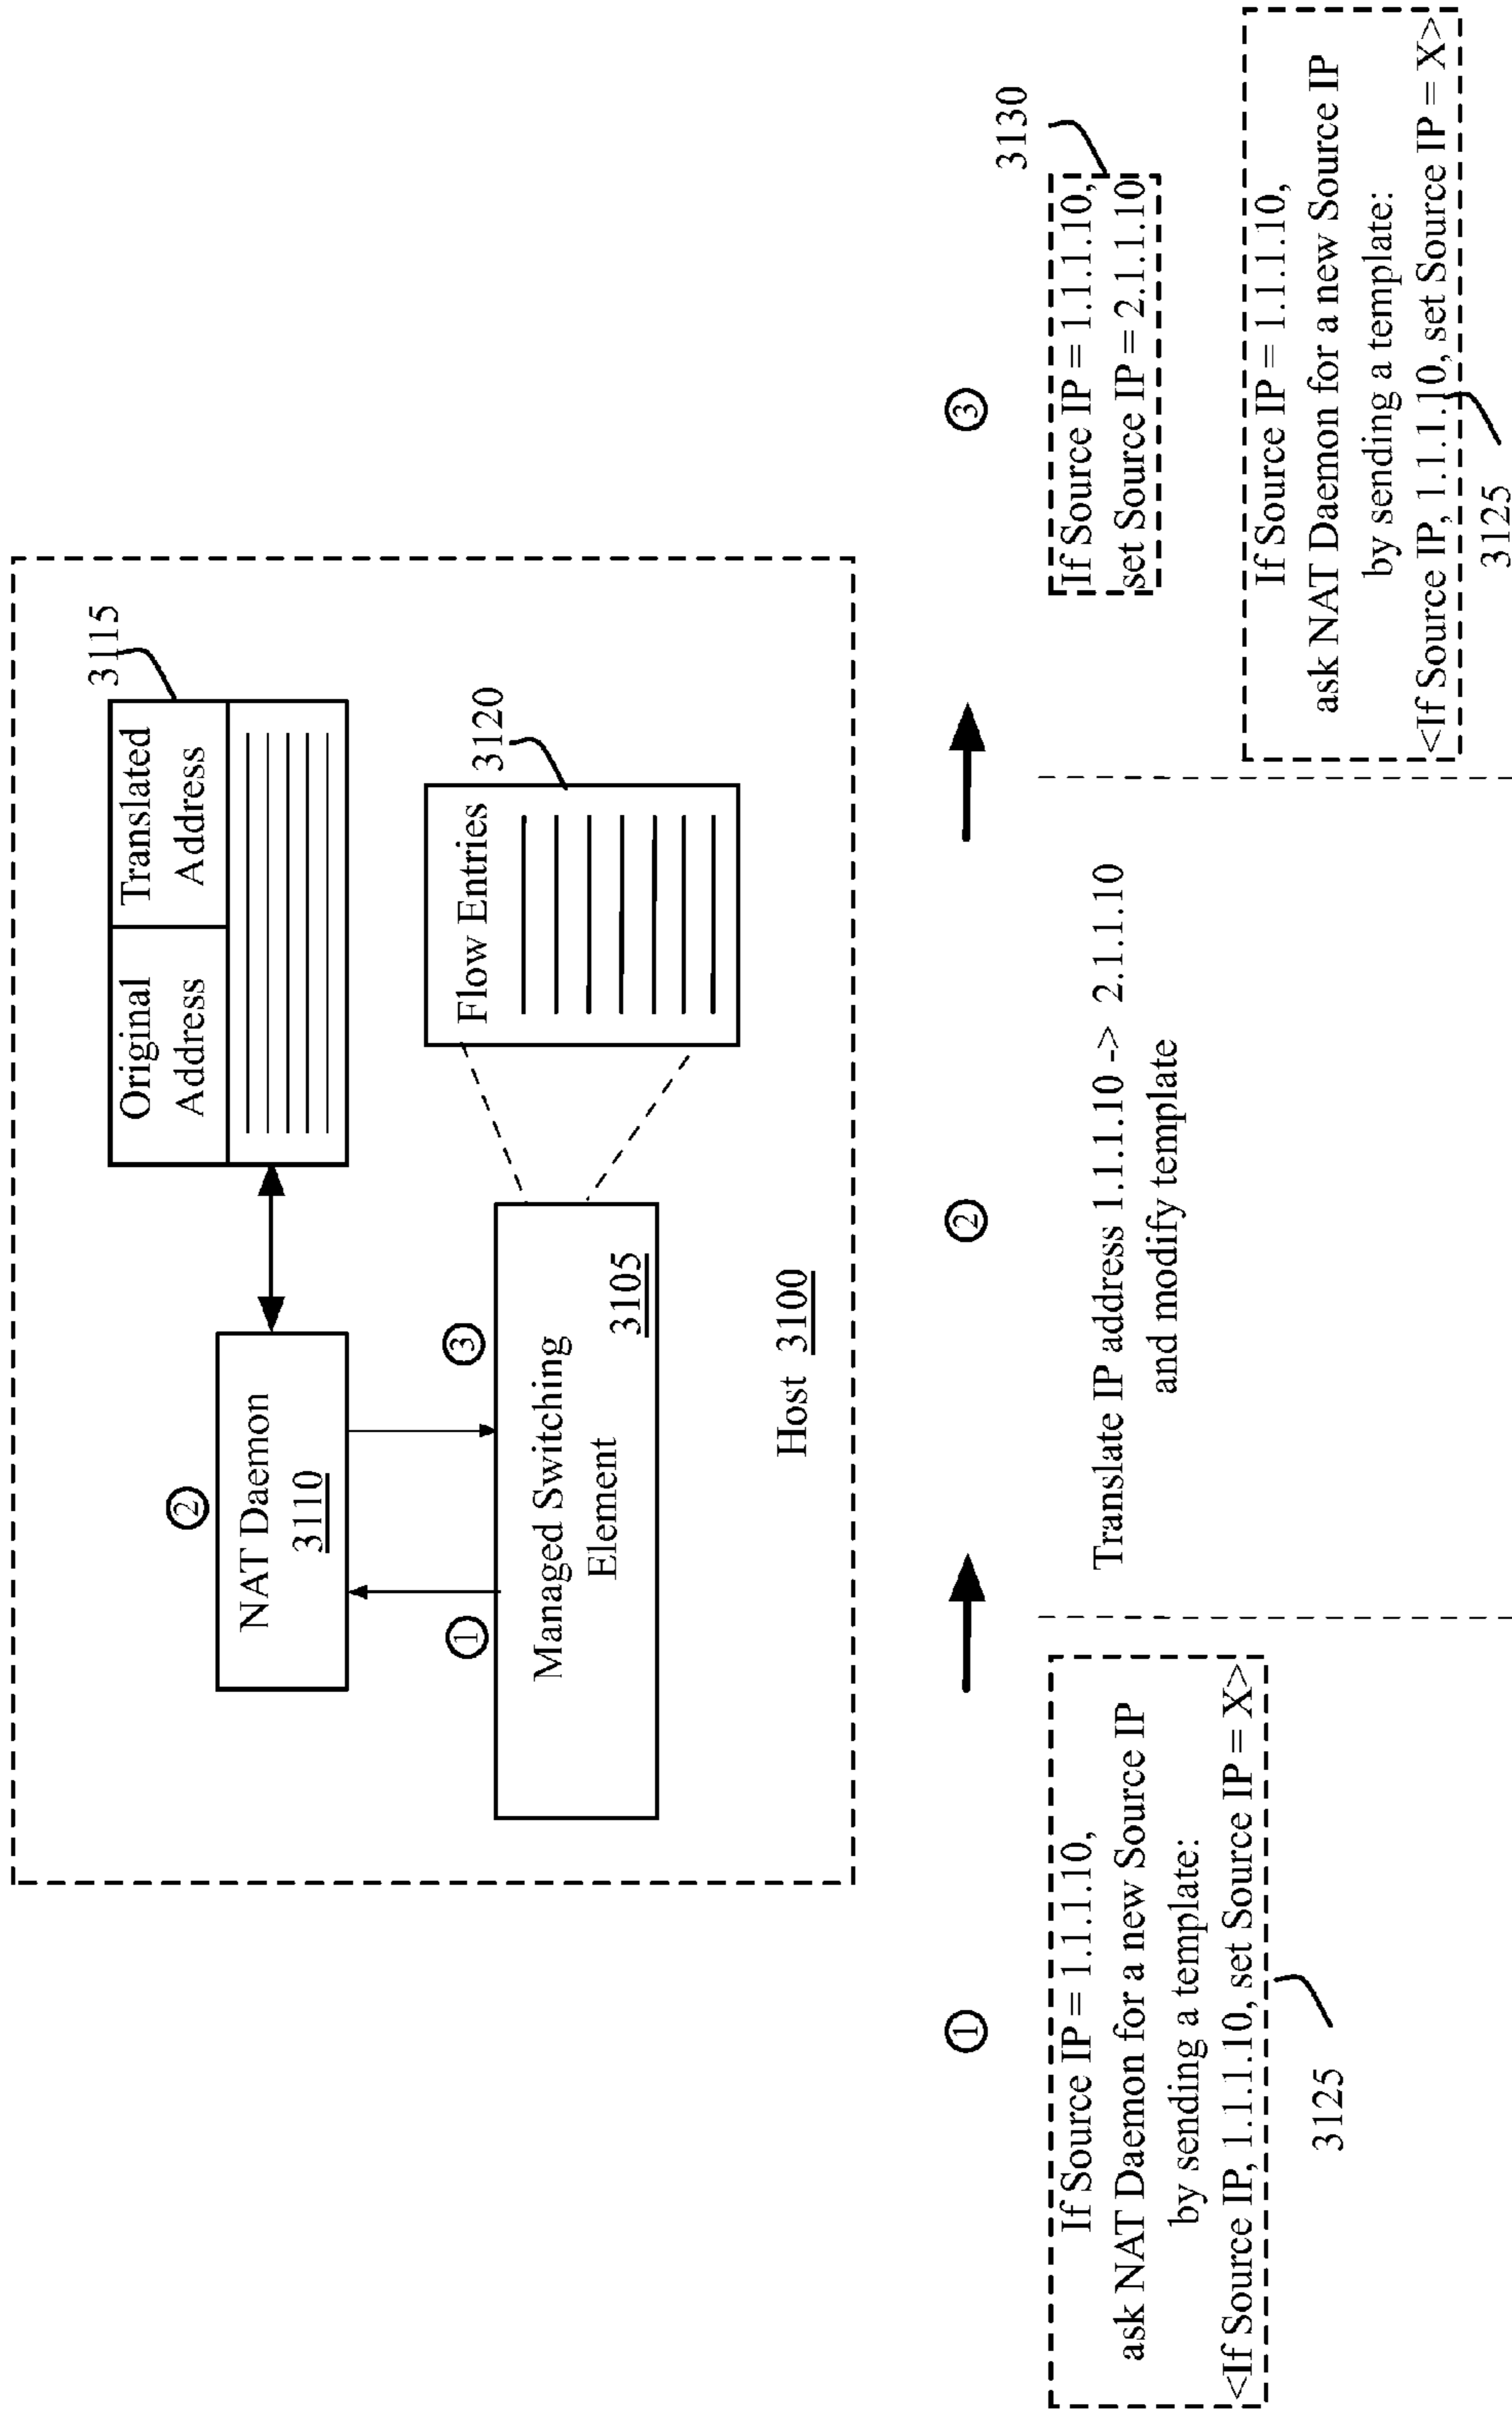 3115
Original
Address
Translated
Address
②
NAT Daemon
3110
3120
Flow Entries
①
③
Managed Switching
Element
3105
Host 3100
①
If Source IP = 1.1.1.10,
ask NAT Daemon for a new Source IP
by sending a template:
<If Source IP, 1.1.1.10, set Source IP = X>
3125
②
Translate IP address 1.1.1.10 -> 2.1.1.10
and modify template
③
3130
If Source IP = 1.1.1.10,
set Source IP = 2.1.1.10
If Source IP = 1.1.1.10,
ask NAT Daemon for a new Source IP
by sending a template:
<If Source IP, 1.1.1.10, set Source IP = X>
3125